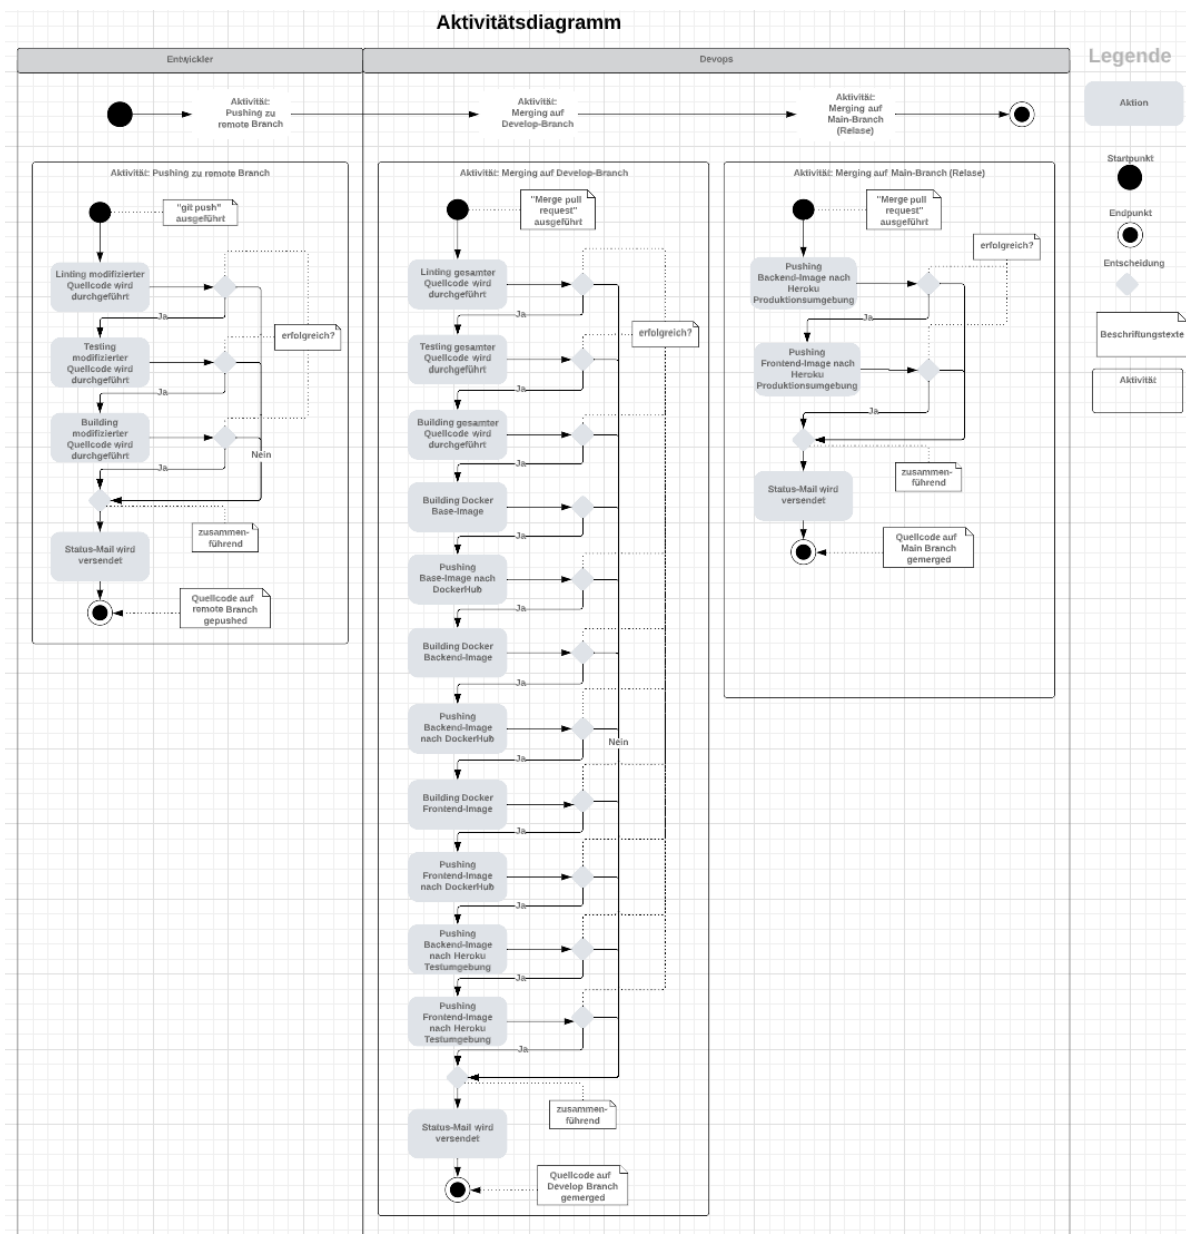 Aktivitätsdiagramm
Entwickler
Devops
Legende
Aktivität:
Pushing zu
remote Branch
Aktivität:
Merging auf
Develop-Branch
Aktivität:
Merging auf
Main-Branch
(Relase)
Aktion
Startpunkt
Endpunkt
Entscheidung
Beschriftungstexte
Aktivität
Aktivität: Pushing zu remote Branch
"git push"
ausgeführt
Linting modifizierter
Quellcode wird
durchgeführt
Ja
erfolgreich?
Testing
modifizierter
Quellcode wird
durchgeführt
Ja
Building
modifizierter
Quellcode wird
durchgeführt
Nein
Ja
zusammen-
führend
Status-Mail wird
versendet
Quellcode auf
remote Branch
gepushed
Aktivität: Merging auf Develop-Branch
"Merge pull
request"
ausgeführt
Linting gesamter
Quellcode wird
durchgeführt
Ja
erfolgreich?
Testing gesamter
Quellcode wird
durchgeführt
Ja
Building gesamter
Quellcode wird
durchgeführt
Ja
Building Docker
Base-Image
Ja
Pushing
Base-Image nach
DockerHub
Ja
Building Docker
Backend-Image
Ja
Pushing
Backend-Image
nach DockerHub
Nein
Ja
Building Docker
Frontend-Image
Ja
Pushing
Frontend-Image
nach DockerHub
Ja
Pushing
Backend-Image
nach Heroku
Testumgebung
Ja
Pushing
Frontend-Image
nach Heroku
Testumgebung
Ja
zusammen-
führend
Status-Mail wird
versendet
Quellcode auf
Develop Branch
gemerged
Aktivität: Merging auf Main-Branch (Relase)
"Merge pull
request"
ausgeführt
erfolgreich?
Pushing
Backend-Image nach
Heroku
Produktionsumgebung
Ja
Pushing
Frontend-Image nach
Heroku
Produktionsumgebung
Ja
zusammen-
führend
Status-Mail wird
versendet
Quellcode auf
Main Branch
gemerged